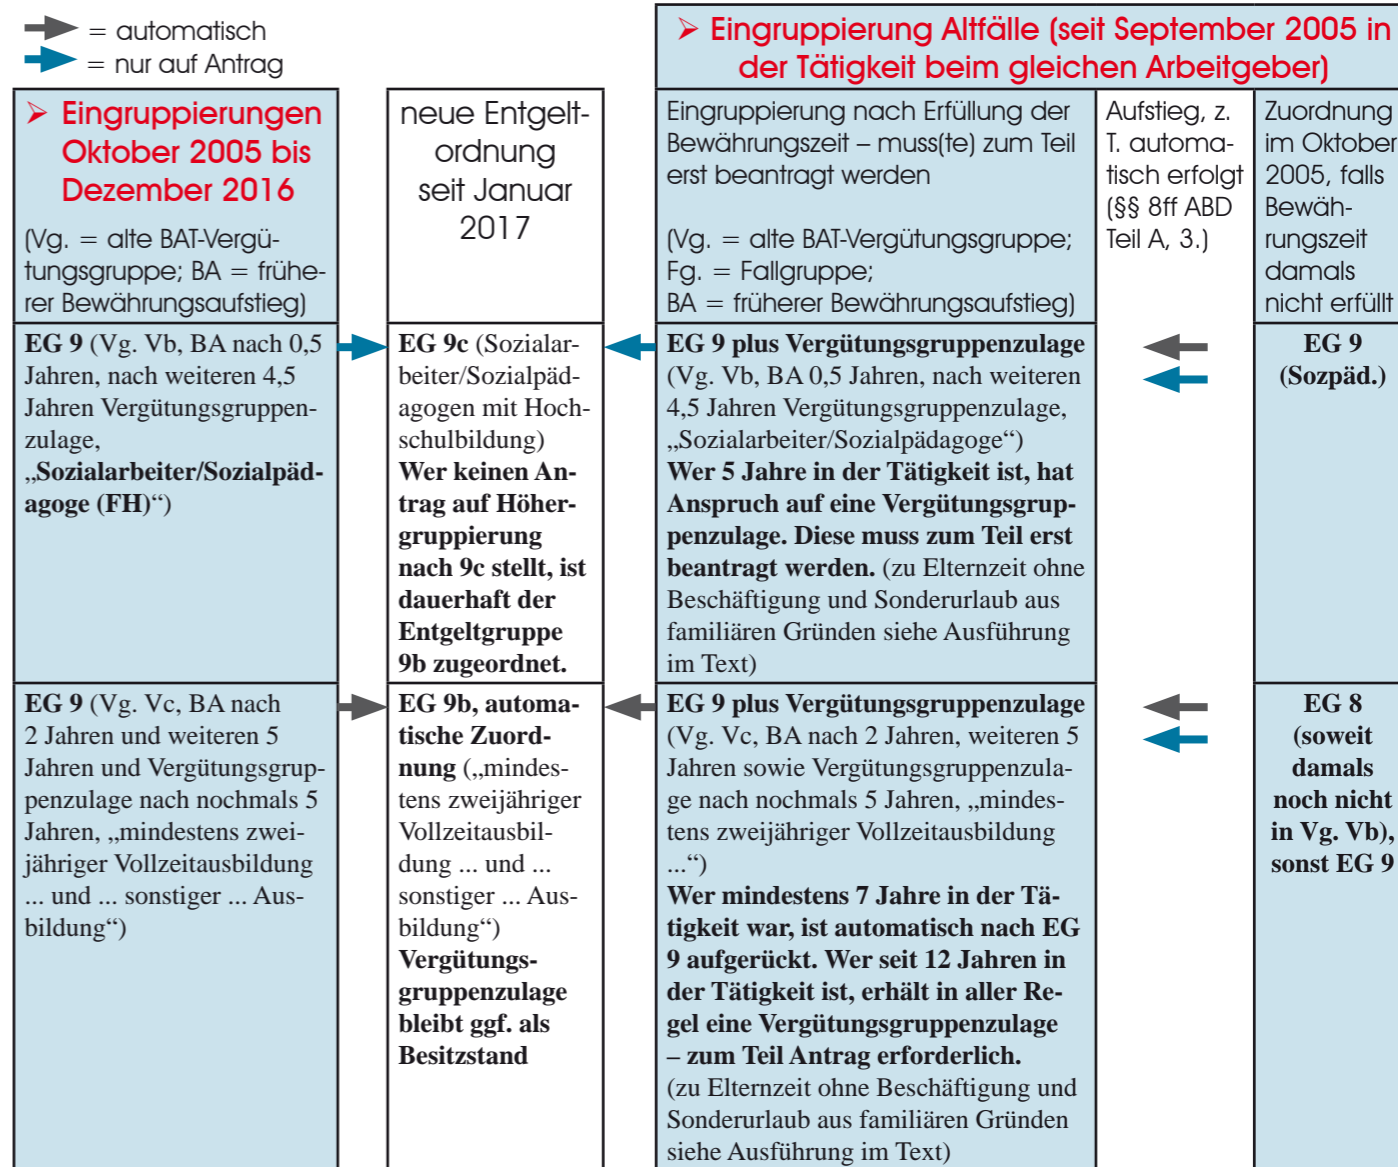 = automatisch
= nur auf Antrag
➢ Eingruppierungen
Oktober 2005 bis
Dezember 2016
(Vg. = alte BAT-Vergü-
tungsgruppe; BA = frühe-
rer Bewährungsaufstieg)
neue Entgelt-
ordnung
seit Januar
2017
➢ Eingruppierung Altfälle (seit September 2005 in
der Tätigkeit beim gleichen Arbeitgeber)
Eingruppierung nach Erfüllung der
Bewährungszeit – muss(te) zum Teil
erst beantragt werden
(Vg. = alte BAT-Vergütungsgruppe;
Fg. = Fallgruppe;
BA = früherer Bewährungsaufstieg)
Aufstieg, z.
T. automa-
tisch erfolgt
(§§ 8ff ABD
Teil A, 3.)
Zuordnung
im Oktober
2005, falls
Bewäh-
rungszeit
damals
nicht erfüllt
EG 9 (Vg. Vb, BA nach 0,5
Jahren, nach weiteren 4,5
Jahren Vergütungsgruppen-
zulage,
„Sozialarbeiter/Sozialpäd-
agoge (FH)“)
EG 9c (Sozialar-
beiter/Sozialpäd-
agogen mit Hoch-
schulbildung)
Wer keinen An-
trag auf Höher-
gruppierung
nach 9c stellt, ist
dauerhaft der
Entgeltgruppe
9b zugeordnet.
EG 9 plus Vergütungsgruppenzulage
(Vg. Vb, BA 0,5 Jahren, nach weiteren
4,5 Jahren Vergütungsgruppenzulage,
„Sozialarbeiter/Sozialpädagoge“)
Wer 5 Jahre in der Tätigkeit ist, hat
Anspruch auf eine Vergütungsgrup-
penzulage. Diese muss zum Teil erst
beantragt werden. (zu Elternzeit ohne
Beschäftigung und Sonderurlaub aus
familiären Gründen siehe Ausführung
im Text)
EG 9
(Sozpäd.)
EG 9 (Vg. Vc, BA nach
2 Jahren und weiteren 5
Jahren und Vergütungsgrup-
penzulage nach nochmals 5
Jahren, „mindestens zwei-
jähriger Vollzeitausbildung
... und ... sonstiger ... Aus-
bildung“)
EG 9b, automa-
tische Zuord-
nung („mindes-
tens zweijähriger
Vollzeitausbil-
dung ... und ...
sonstiger ... Aus-
bildung“)
Vergütungs-
gruppenzulage
bleibt ggf. als
Besitzstand
EG 9 plus Vergütungsgruppenzulage
(Vg. Vc, BA nach 2 Jahren, weiteren 5
Jahren sowie Vergütungsgruppenzula-
ge nach nochmals 5 Jahren, „mindes-
tens zweijähriger Vollzeitausbildung
...“)
Wer mindestens 7 Jahre in der Tä-
tigkeit war, ist automatisch nach EG
9 aufgerückt. Wer seit 12 Jahren in
der Tätigkeit ist, erhält in aller Re-
gel eine Vergütungsgruppenzulage
– zum Teil Antrag erforderlich.
(zu Elternzeit ohne Beschäftigung und
Sonderurlaub aus familiären Gründen
siehe Ausführung im Text)
EG 8
(soweit
damals
noch nicht
in Vg. Vb),
sonst EG 9